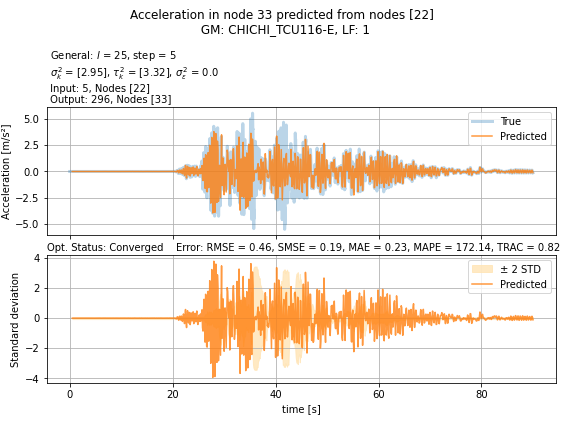 Acceleration in node 33 predicted from nodes [22]
GM: CHICHI_TCU116-E, LF: 1
General: l = 25, step = 5
σ²ₖ = [2.95], τ²ₖ = [3.32], σ²ε = 0.0
Input: 5, Nodes [22]
Output: 296, Nodes [33]
Acceleration [m/s²]
5.0
2.5
0.0
−2.5
−5.0
True
Predicted
Opt. Status: Converged Error: RMSE = 0.46, SMSE = 0.19, MAE = 0.23, MAPE = 172.14, TRAC = 0.82
Standard deviation
4
2
0
−2
−4
± 2 STD
Predicted
0 20 40 60 80
time [s]